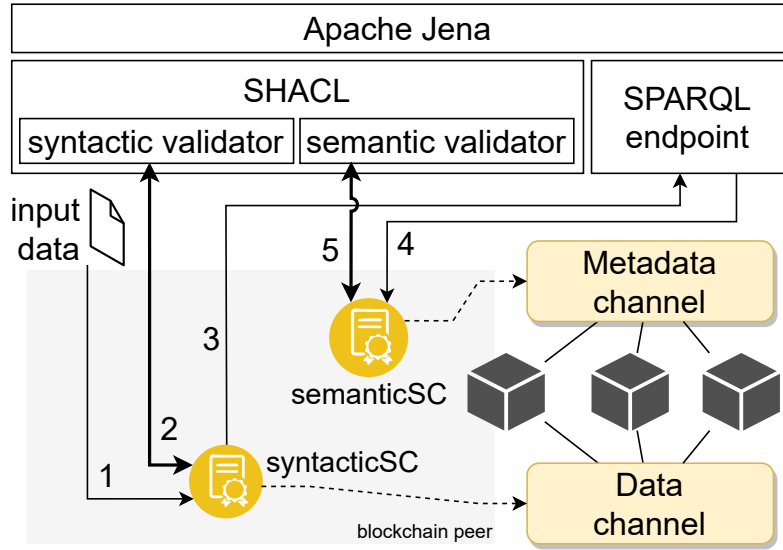 Apache Jena
SHACL
syntactic validator
semantic validator
SPARQL
endpoint
input
data
5
4
3
2
1
Metadata
channel
semanticSC
syntacticSC
Data
channel
blockchain peer